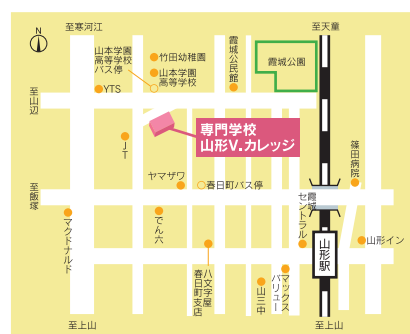 至寒河江
至天童
N
山本学園
高等学校
バス停
竹田幼稚園
山本学園
高等学校
霞城
公民館
霞城公園
至山辺
YTS
専門学校
山形V.カレッジ
JT
篠田病院
ヤマザワ
春日町バス停
至飯塚
マクドナルド
でん六
霞城
セントラル
山形駅
山形イン
八文字屋
春日町支店
山三中
マックス
バリュー
至上山
至上山